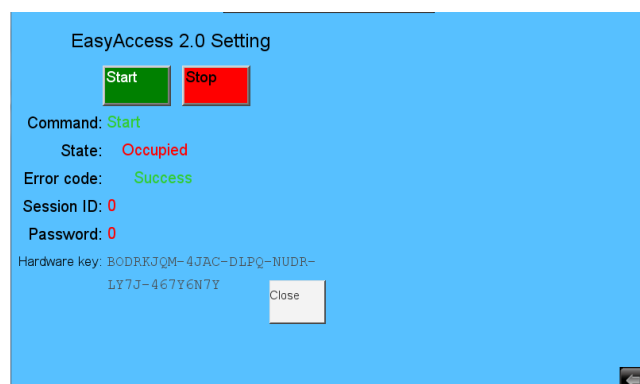 EasyAccess 2.0 Setting
Start Stop
Command: Start
State: Occupied
Error code: Success
Session ID: 0
Password: 0
Hardware key: BODRKJQM-4JAC-DLPQ-NUDR-
LY7J-467Y6N7Y
Close